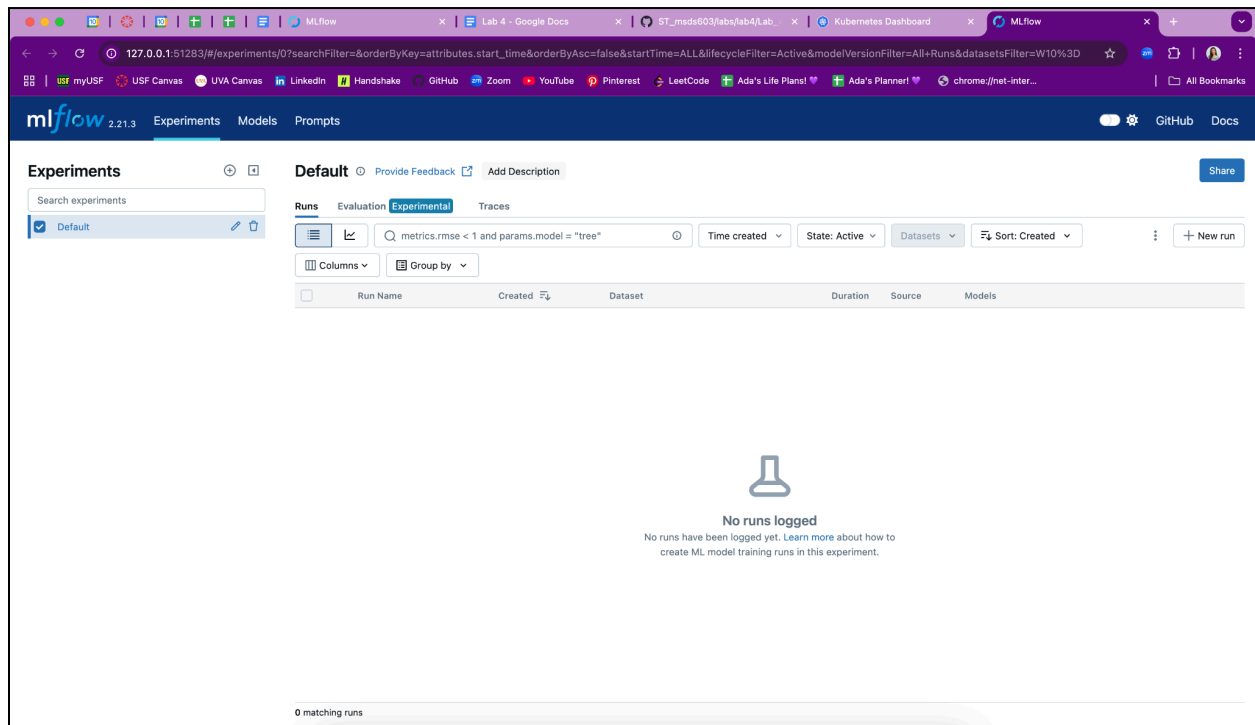 MLflow
Lab 4 - Google Docs
ST_msds603/labs/lab4/Lab_
Kubernetes Dashboard
MLflow
127.0.0.1:51283/#/experiments/0?searchFilter=&orderByKey=attributes.start_time&orderByAsc=false&startTime=ALL&lifecycleFilter=Active&modelVersionFilter=All+Runs&datasetsFilter=W10%3D
myUSF USF Canvas UVA Canvas LinkedIn Handshake GitHub Zoom YouTube Pinterest LeetCode Ada's Life Plans! Ada's Planner! chrome://net-inter... All Bookmarks
mlflow 2.21.3 Experiments Models Prompts GitHub Docs
Experiments
Search experiments
Default
Default Provide Feedback Add Description Share
Runs Evaluation Experimental Traces
metrics.rmse < 1 and params.model = "tree" Time created State: Active Datasets Sort: Created + New run
Columns Group by
Run Name Created Dataset Duration Source Models
No runs logged
No runs have been logged yet. Learn more about how to
create ML model training runs in this experiment.
0 matching runs